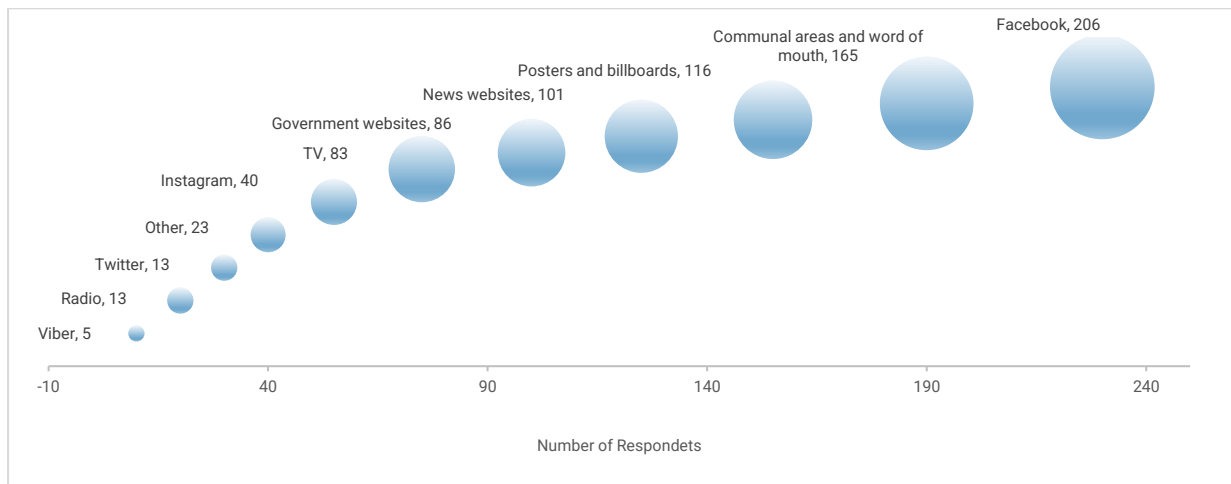 Facebook, 206
Communal areas and word of
mouth, 165
Posters and billboards, 116
News websites, 101
Government websites, 86
TV, 83
Instagram, 40
Other, 23
Twitter, 13
Radio, 13
Viber, 5
-10 40 90 140 190 240
Number of Respondets